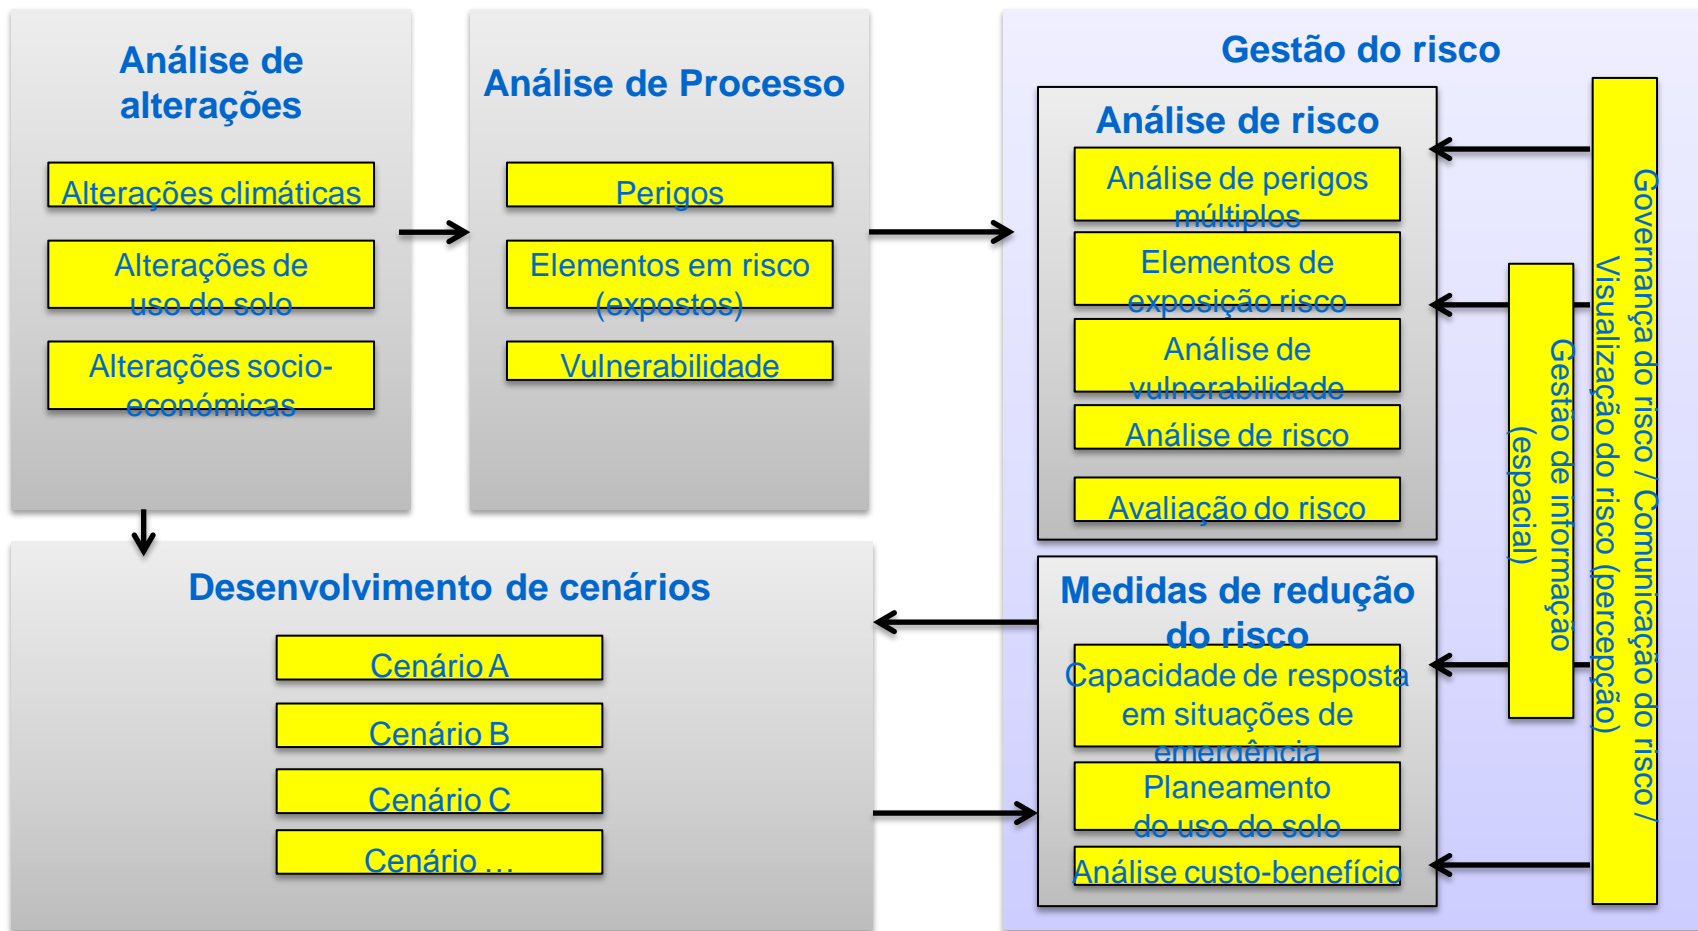 Análise de
alterações
Alterações climáticas
Alterações de
uso do solo
Alterações socio-
económicas
Análise de Processo
Perigos
Elementos em risco
(expostos)
Vulnerabilidade
Gestão do risco
Análise de risco
Análise de perigos
múltiplos
Elementos de
exposição risco
Análise de
vulnerabilidade
Análise de risco
Avaliação do risco
Medidas de redução
do risco
Capacidade de resposta
em situações de
emergência
Planeamento
do uso do solo
Análise custo-benefício
Gestão de informação
(espacial)
Governança do risco / Comunicação do risco /
Visualização do risco (percepção)
Desenvolvimento de cenários
Cenário A
Cenário B
Cenário C
Cenário …